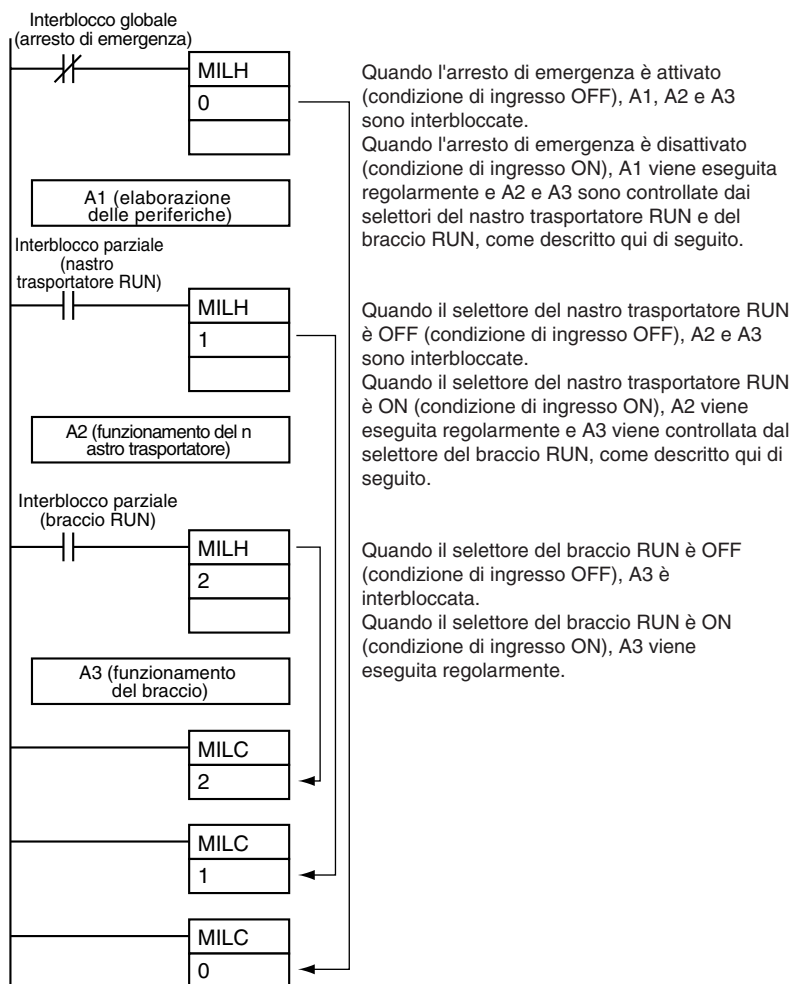 Interblocco globale
(arresto di emergenza)
MILH
0
Quando l'arresto di emergenza è attivato
(condizione di ingresso OFF), A1, A2 e A3
sono interbloccate.
Quando l'arresto di emergenza è disattivato
(condizione di ingresso ON), A1 viene eseguita
regolarmente e A2 e A3 sono controllate dai
selettori del nastro trasportatore RUN e del
braccio RUN, come descritto qui di seguito.
A1 (elaborazione
delle periferiche)
Interblocco parziale
(nastro
trasportatore RUN)
MILH
1
Quando il selettore del nastro trasportatore RUN
è OFF (condizione di ingresso OFF), A2 e A3
sono interbloccate.
Quando il selettore del nastro trasportatore RUN
è ON (condizione di ingresso ON), A2 viene
eseguita regolarmente e A3 viene controllata dal
selettore del braccio RUN, come descritto qui di
seguito.
A2 (funzionamento del n
astro trasportatore)
Interblocco parziale
(braccio RUN)
MILH
2
Quando il selettore del braccio RUN è OFF
(condizione di ingresso OFF), A3 è
interbloccata.
Quando il selettore del braccio RUN è ON
(condizione di ingresso ON), A3 viene
eseguita regolarmente.
A3 (funzionamento
del braccio)
MILC
2
MILC
1
MILC
0